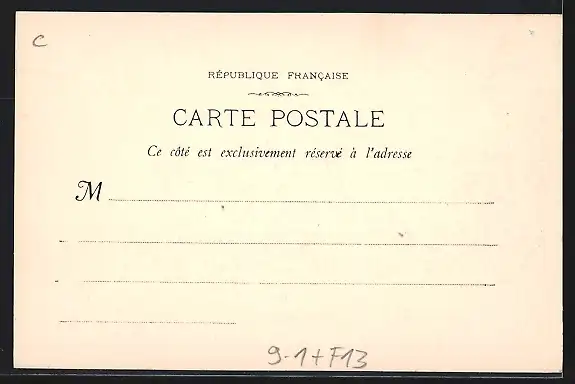 C
RÉPUBLIQUE FRANÇAISE
CARTE POSTALE
Ce côté est exclusivement réservé à l'adresse
M
9-1+F13